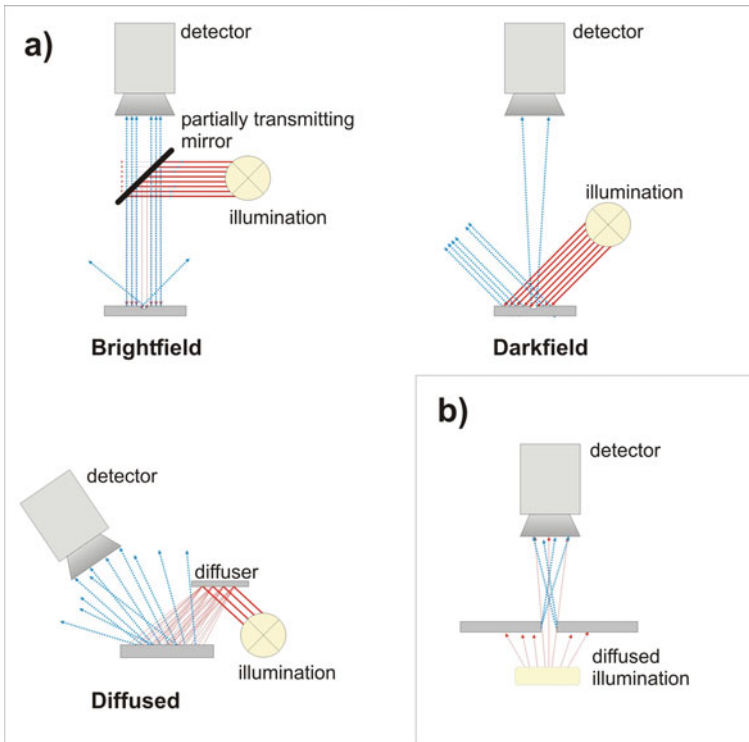 a)
detector
partially transmitting
mirror
illumination
Brightfield
detector
illumination
Darkfield
detector
diffuser
illumination
Diffused
b)
detector
diffused
illumination